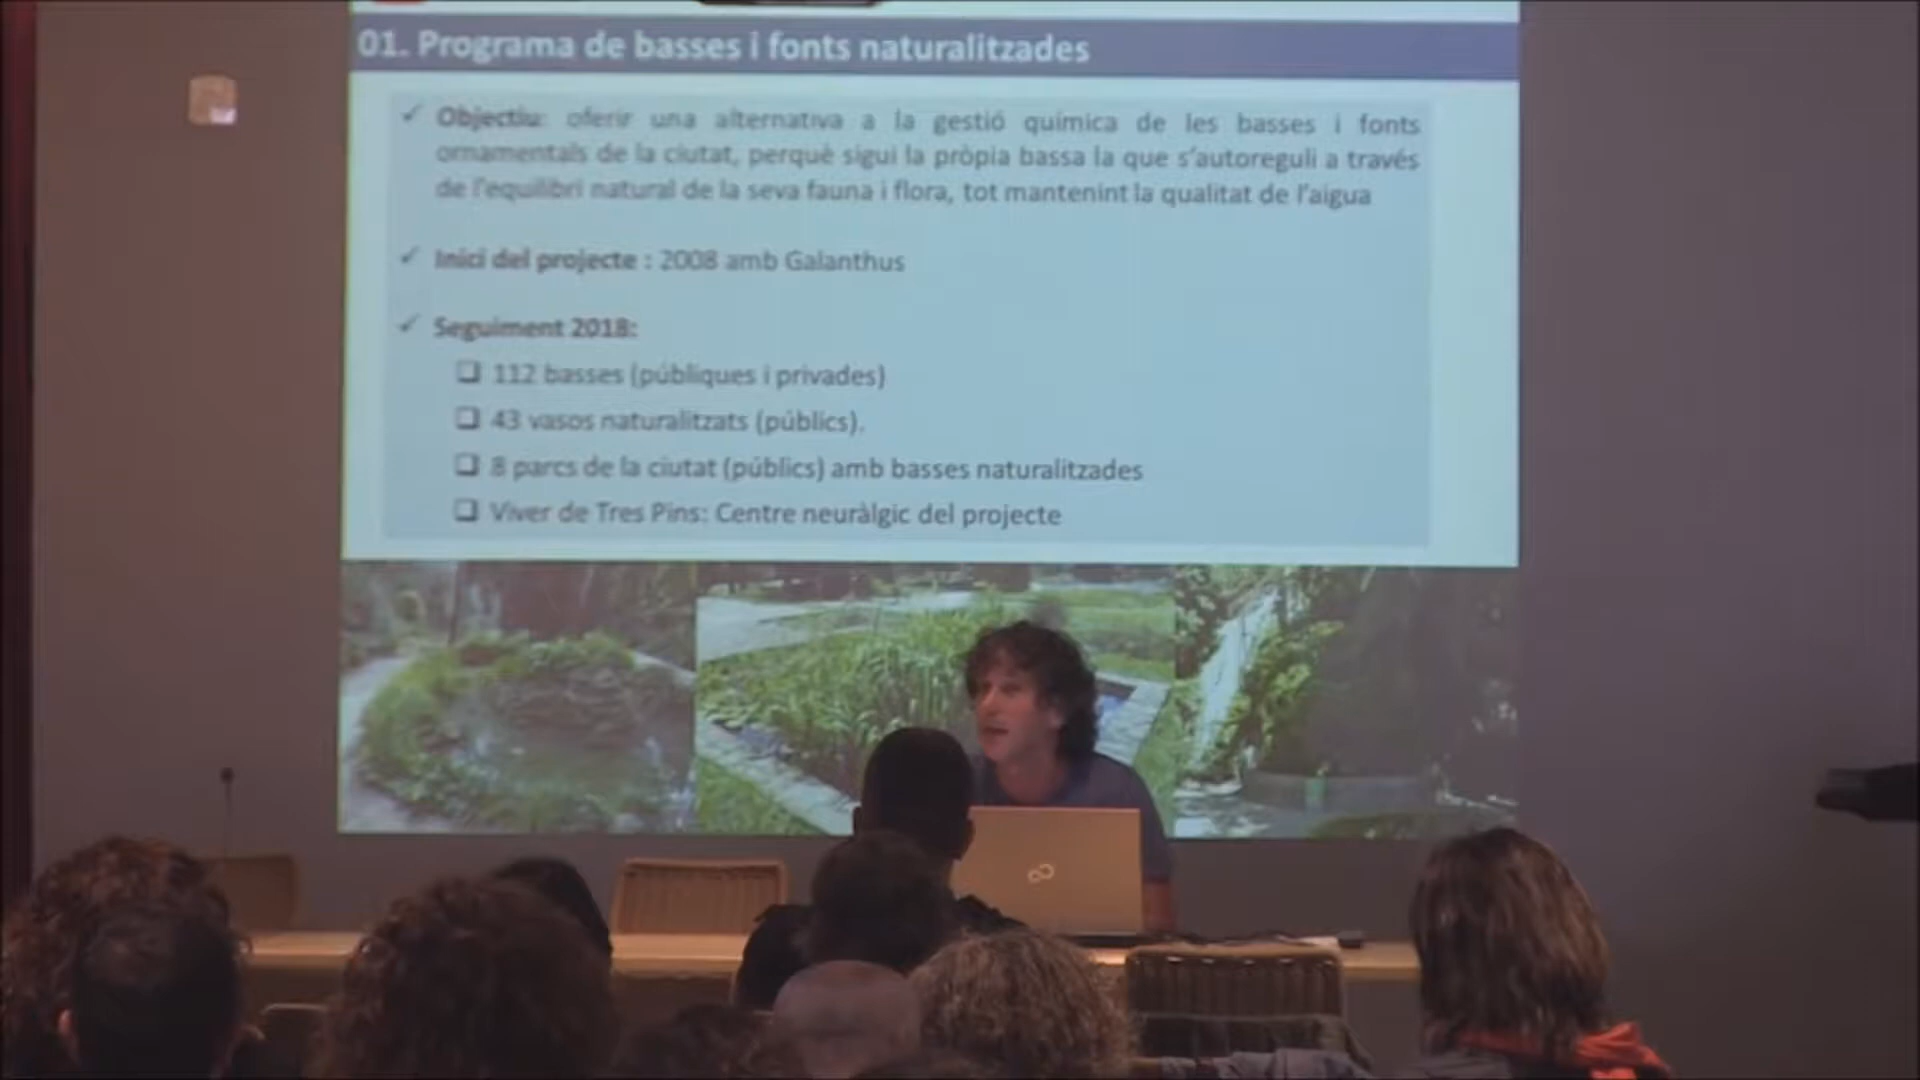 01. Programa de basses i fonts naturalitzades
✓ Objectiu: oferir una alternativa a la gestió química de les basses i fonts
ornamentals de la ciutat, perquè sigui la pròpia bassa la que s'autoreguli a través
de l'equilibri natural de la seva fauna i flora, tot mantenint la qualitat de l'aigua
✓ Inici del projecte : 2008 amb Galanthus
✓ Seguiment 2018:
❑ 112 basses (públiques i privades)
❑ 43 vasos naturalitzats (públics).
❑ 8 parcs de la ciutat (públics) amb basses naturalitzades
❑ Viver de Tres Pins: Centre neuràlgic del projecte